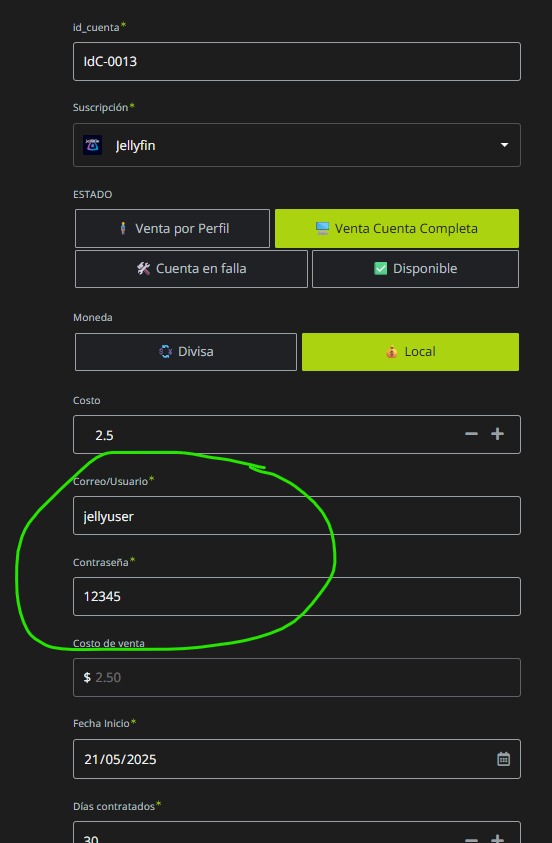 id_cuenta*
IdC-0013
Suscripción*
Jellyfin
ESTADO
Venta por Perfil
Venta Cuenta Completa
Cuenta en falla
Disponible
Moneda
Divisa
Local
Costo
2.5
Correo/Usuario*
jellyuser
Contraseña*
12345
Costo de venta
$ 2.50
Fecha Inicio*
21/05/2025
Días contratados*
30